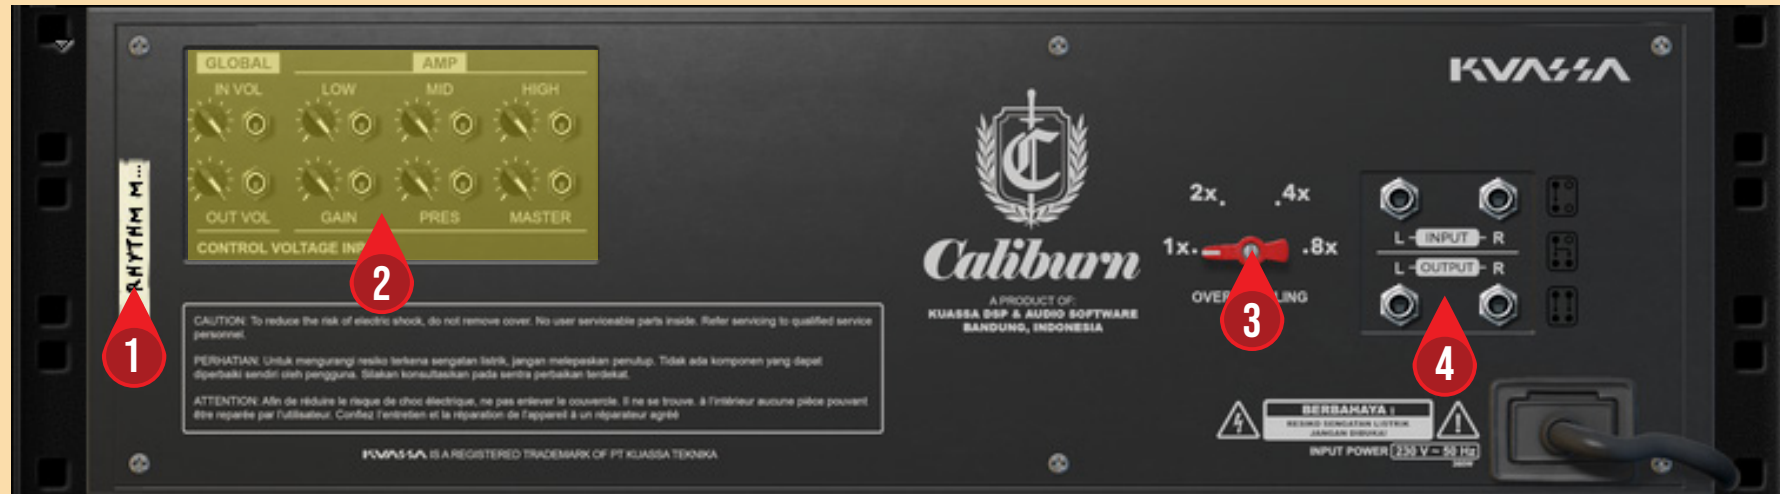 GLOBAL AMP
IN VOL LOW MID HIGH
OUT VOL GAIN PRES MASTER
CONTROL VOLTAGE
RHYTHM M...
1
2
CAUTION: To reduce the risk of electric shock, do not remove cover. No user serviceable parts inside. Refer servicing to qualified service
personnel.
PERHATIAN: Untuk mengurangi resiko terkena sengatan listrik, jangan melepaskan penutup. Tidak ada komponen yang dapat
diperbaiki sendiri oleh pengguna. Silakan konsultasikan pada sentra perbaikan terdekat.
ATTENTION: Afin de réduire le risque de choc électrique, ne pas enlever le couvercle. Il ne se trouve. à l'intérieur aucune pièce pouvant
être reparée par l'utilisateur. Confiez l'entretien et la réparation de l'appareil à un réparateur agréé
KVASSA IS A REGISTERED TRADEMARK OF PT KUASSA TEKNIKA
C
Caliburn
A PRODUCT OF:
KUASSA DSP & AUDIO SOFTWARE
BANDUNG, INDONESIA
KVASSA
2x .4x
1x .8x
3
L INPUT R
L OUTPUT R
4
BERBAHAYA !
RESIKO SENGATAN LISTRIK
JANGAN DIBUKA!
INPUT POWER 230 V ~ 50 Hz